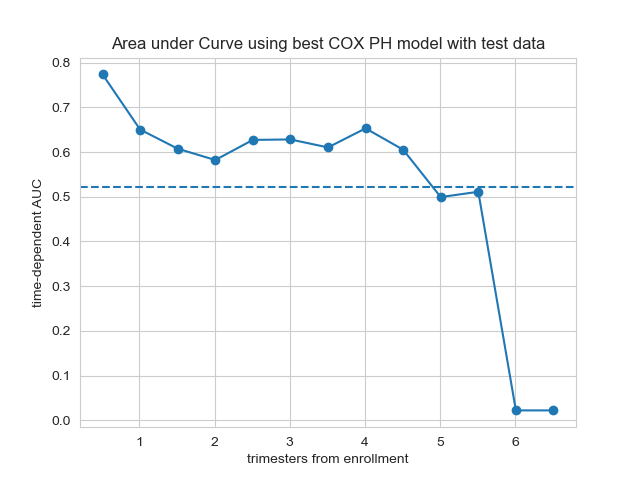 Area under Curve using best COX PH model with test data
time-dependent AUC
0.8
0.7
0.6
0.5
0.4
0.3
0.2
0.1
0.0
1 2 3 4 5 6
trimesters from enrollment